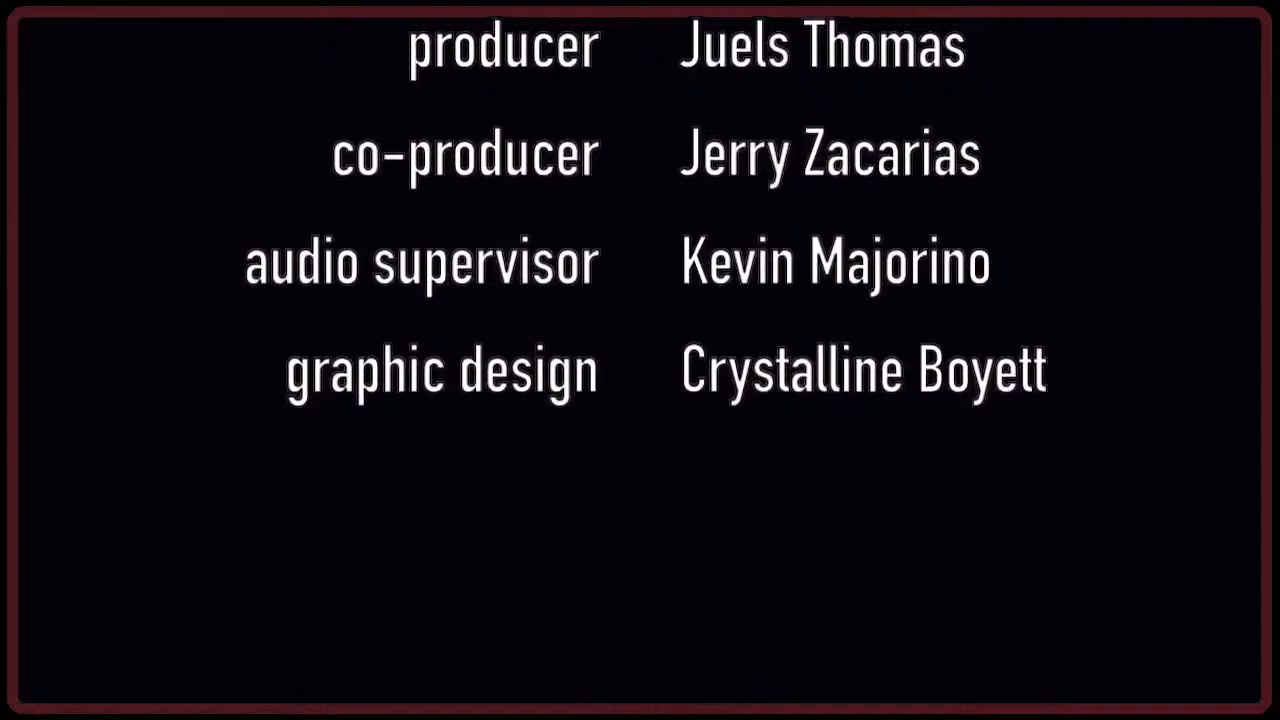 producer Juels Thomas
co-producer Jerry Zacarias
audio supervisor Kevin Majorino
graphic design Crystalline Boyett